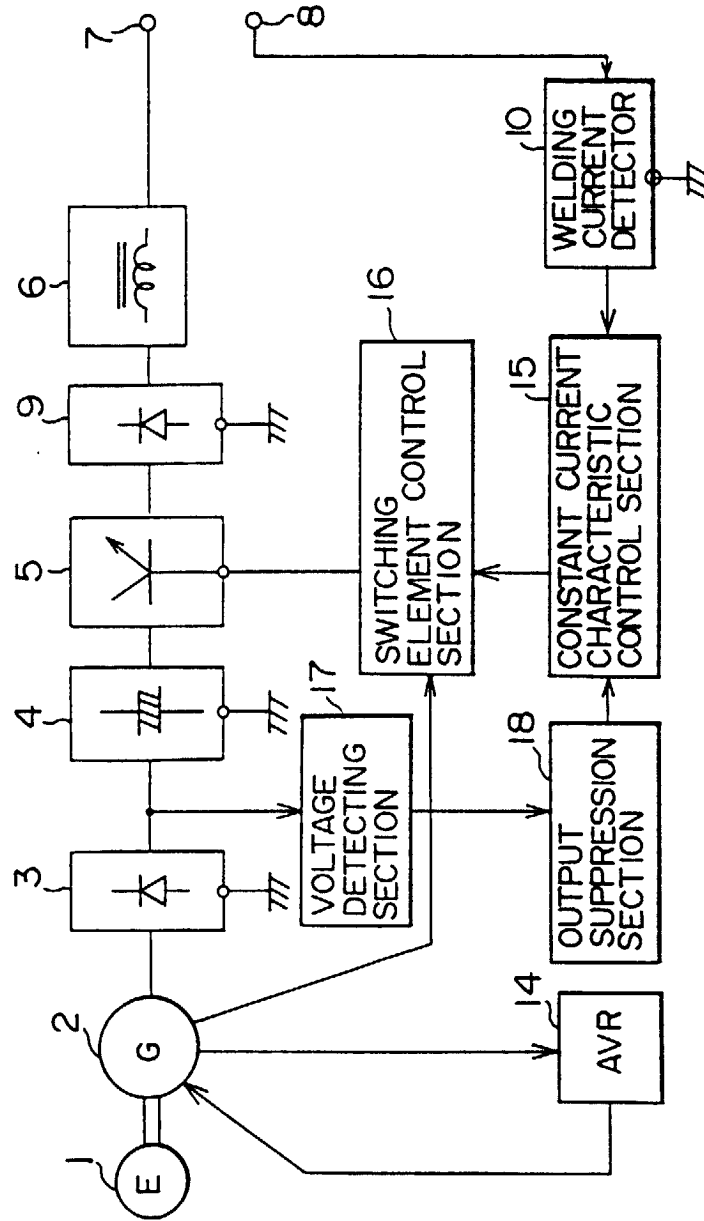 1
E
2
G
3
4
5
9
6
7
8
VOLTAGE
DETECTING
SECTION
17
SWITCHING
ELEMENT CONTROL
SECTION
16
WELDING
CURRENT
DETECTOR
10
AVR
14
OUTPUT
SUPPRESSION
SECTION
18
CONSTANT CURRENT
CHARACTERISTIC
CONTROL SECTION
15